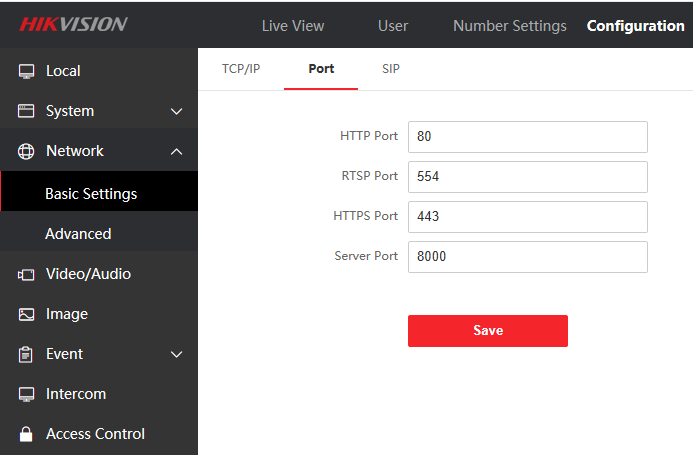 HIKVISION
Live View User Number Settings Configuration
Local
System
Network
Basic Settings
Advanced
Video/Audio
Image
Event
Intercom
Access Control
TCP/IP Port SIP
HTTP Port 80
RTSP Port 554
HTTPS Port 443
Server Port 8000
Save